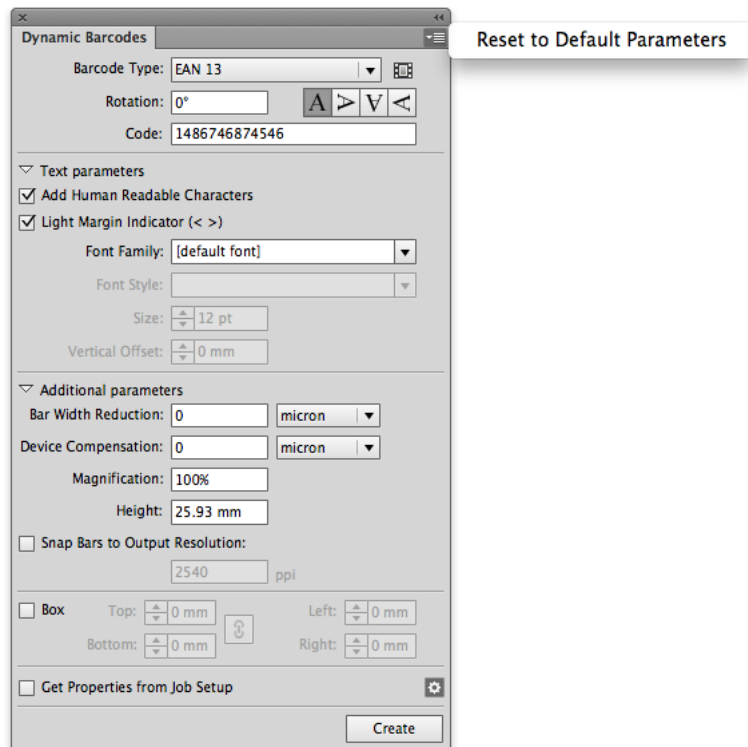 Dynamic Barcodes
Reset to Default Parameters
Barcode Type: EAN 13
Rotation: 0° A A A A
Code: 1486746874546
Text parameters
Add Human Readable Characters
Light Margin Indicator (< >)
Font Family: [default font]
Font Style:
Size: 12 pt
Vertical Offset: 0 mm
Additional parameters
Bar Width Reduction: 0 micron
Device Compensation: 0 micron
Magnification: 100%
Height: 25.93 mm
Snap Bars to Output Resolution:
2540 ppi
Box Top: 0 mm Left: 0 mm
Bottom: 0 mm Right: 0 mm
Get Properties from Job Setup
Create